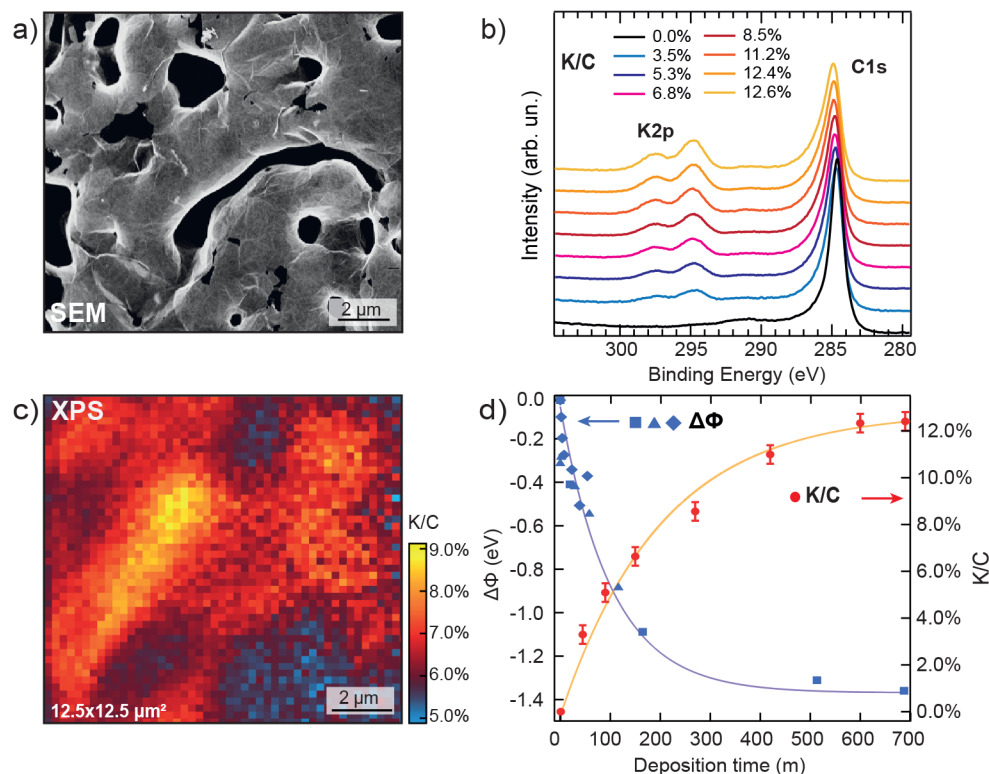 a)
SEM
2 µm
b)
K/C
0.0%
3.5%
5.3%
6.8%
8.5%
11.2%
12.4%
12.6%
C1s
K2p
Intensity (arb. un.)
300
295
290
285
280
Binding Energy (eV)
c)
XPS
12.5x12.5 µm²
2 µm
K/C
9.0%
8.0%
7.0%
6.0%
5.0%
d)
0.0
-0.2
-0.4
-0.6
-0.8
-1.0
-1.2
-1.4
ΔΦ (eV)
ΔΦ
K/C
12.0%
10.0%
8.0%
6.0%
4.0%
2.0%
0.0%
K/C
0
100
200
300
400
500
600
700
Deposition time (m)